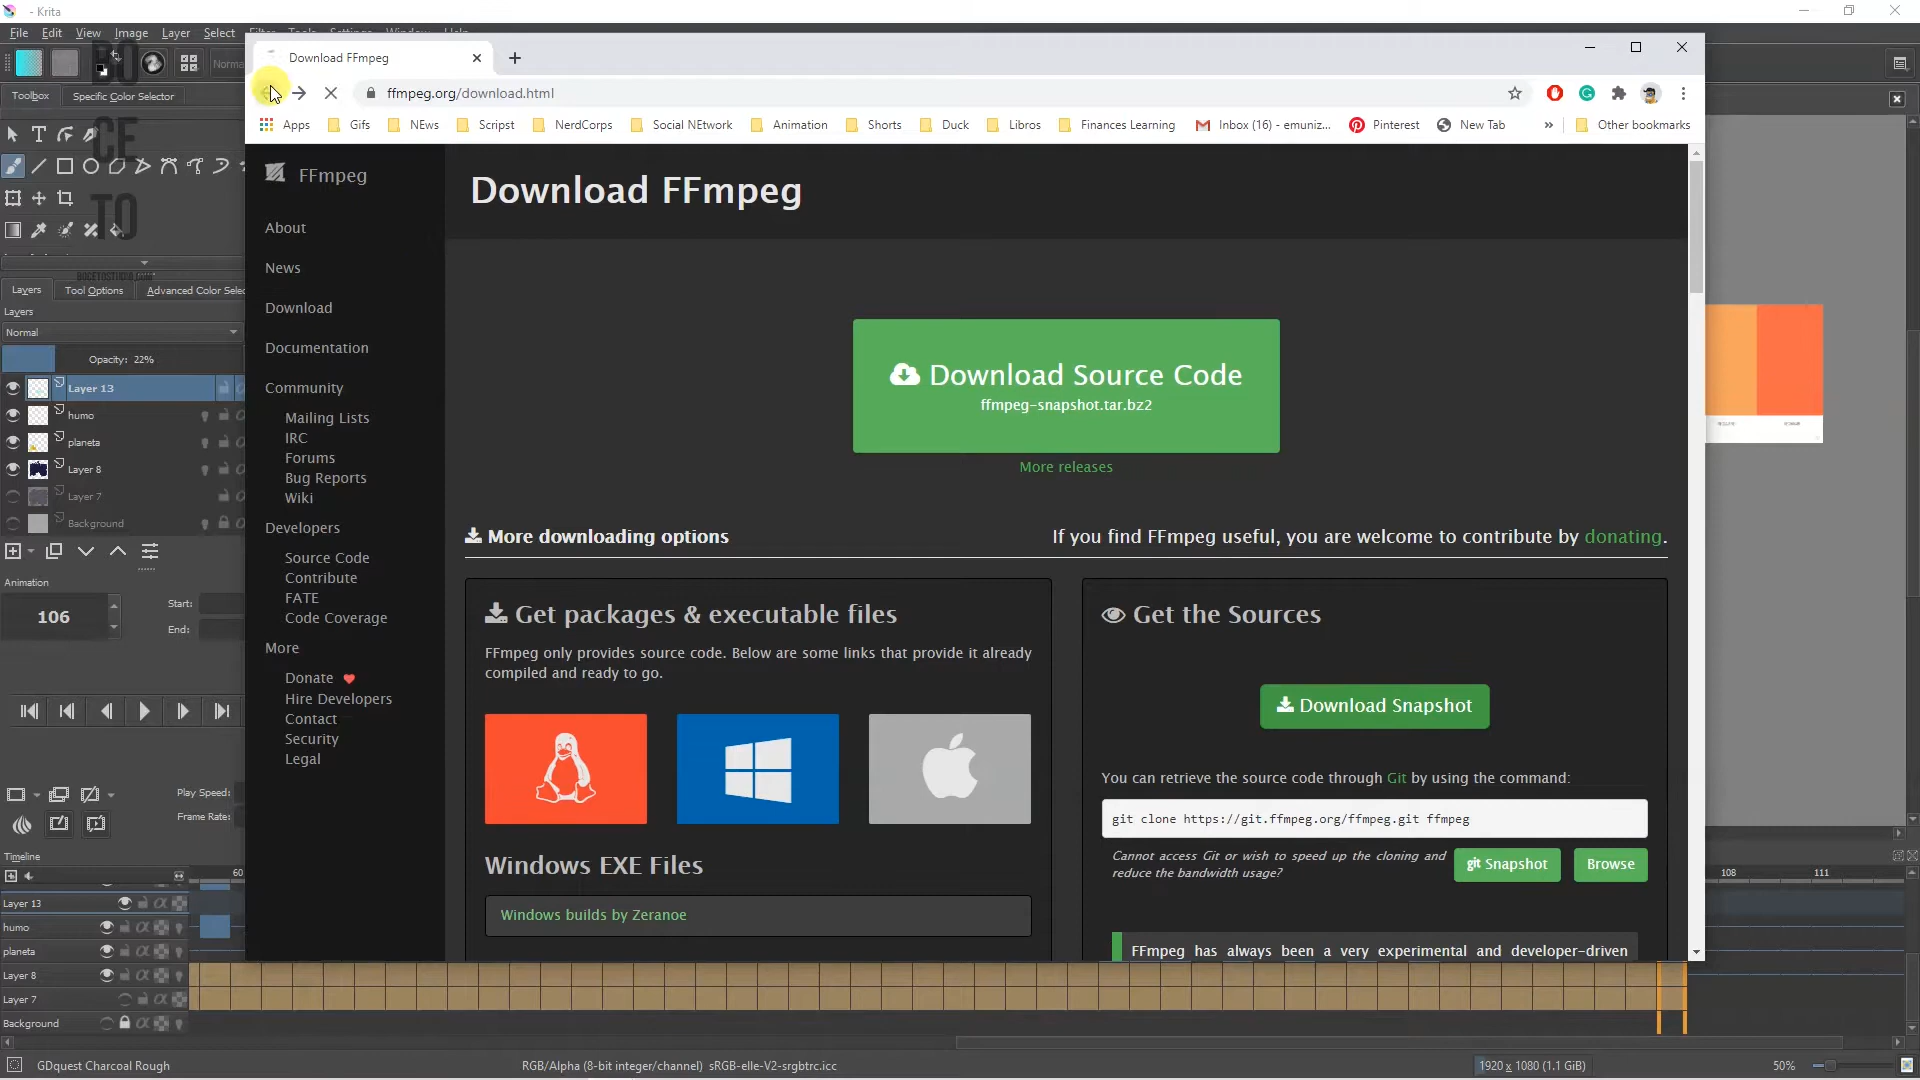 - Krita
File Edit View Image Layer Select
Download FFmpeg
ffmpeg.org/download.html
Toolbox
Specific Color Selector
Apps
Gifs
NEws
Scripst
NerdCorps
Social NEtwork
Animation
Shorts
Duck
Libros
Finances Learning
Inbox (16) - emuniz...
Pinterest
New Tab
»
Other bookmarks
BO
CE
TO
BOCETOSTUDIO.COM
Layers
Tool Options
Advanced Color Selec
Layers
Normal
Opacity: 22%
Layer 13
humo
planeta
Layer 8
Layer 7
Background
Animation
106
Start:
End:
Play Speed:
Frame Rate:
FFmpeg
About
News
Download
Documentation
Community
Mailing Lists
IRC
Forums
Bug Reports
Wiki
Developers
Source Code
Contribute
FATE
Code Coverage
More
Donate
Hire Developers
Contact
Security
Legal
Download FFmpeg
Download Source Code
ffmpeg-snapshot.tar.bz2
More releases
More downloading options
If you find FFmpeg useful, you are welcome to contribute by donating.
Get packages & executable files
FFmpeg only provides source code. Below are some links that provide it already
compiled and ready to go.
Windows EXE Files
Windows builds by Zeranoe
Get the Sources
Download Snapshot
You can retrieve the source code through Git by using the command:
git clone https://git.ffmpeg.org/ffmpeg.git ffmpeg
Cannot access Git or wish to speed up the cloning and
reduce the bandwidth usage?
git Snapshot
Browse
FFmpeg has always been a very experimental and developer-driven
Timeline
60
108
111
Layer 13
humo
planeta
Layer 8
Layer 7
Background
GDquest Charcoal Rough
RGB/Alpha (8-bit integer/channel) sRGB-elle-V2-srgbtrc.icc
1920 x 1080 (1.1 GiB)
50%